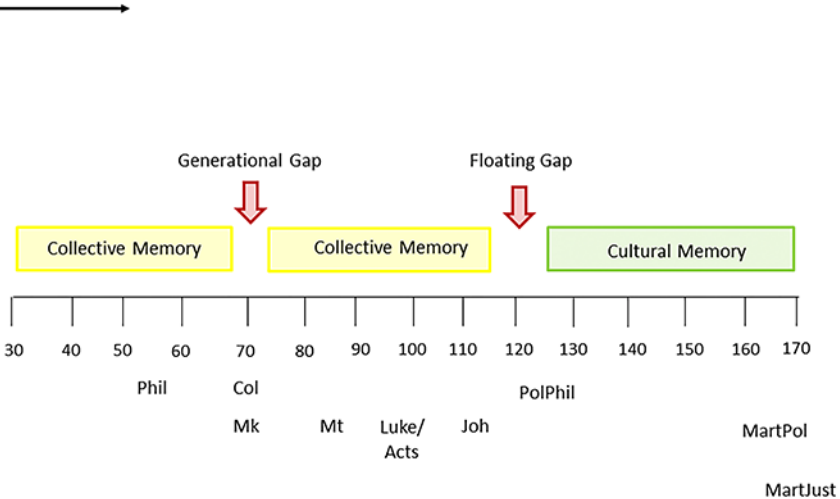 Generational Gap Floating Gap
Collective Memory Collective Memory Cultural Memory
30 40 50 60 70 80 90 100 110 120 130 140 150 160 170
Phil Col PolPhil
Mk Mt Luke/ Joh MartPol
Acts
MartJust